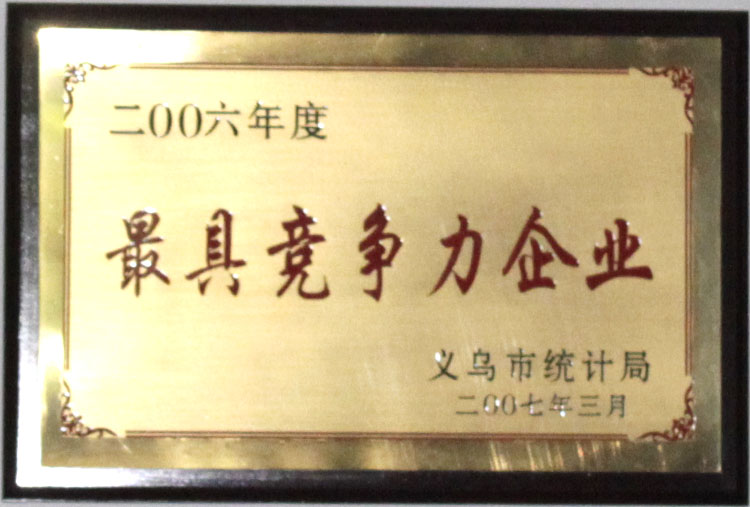 二00六年度
最具竞争力企业
义乌市统计局
二00七年三月